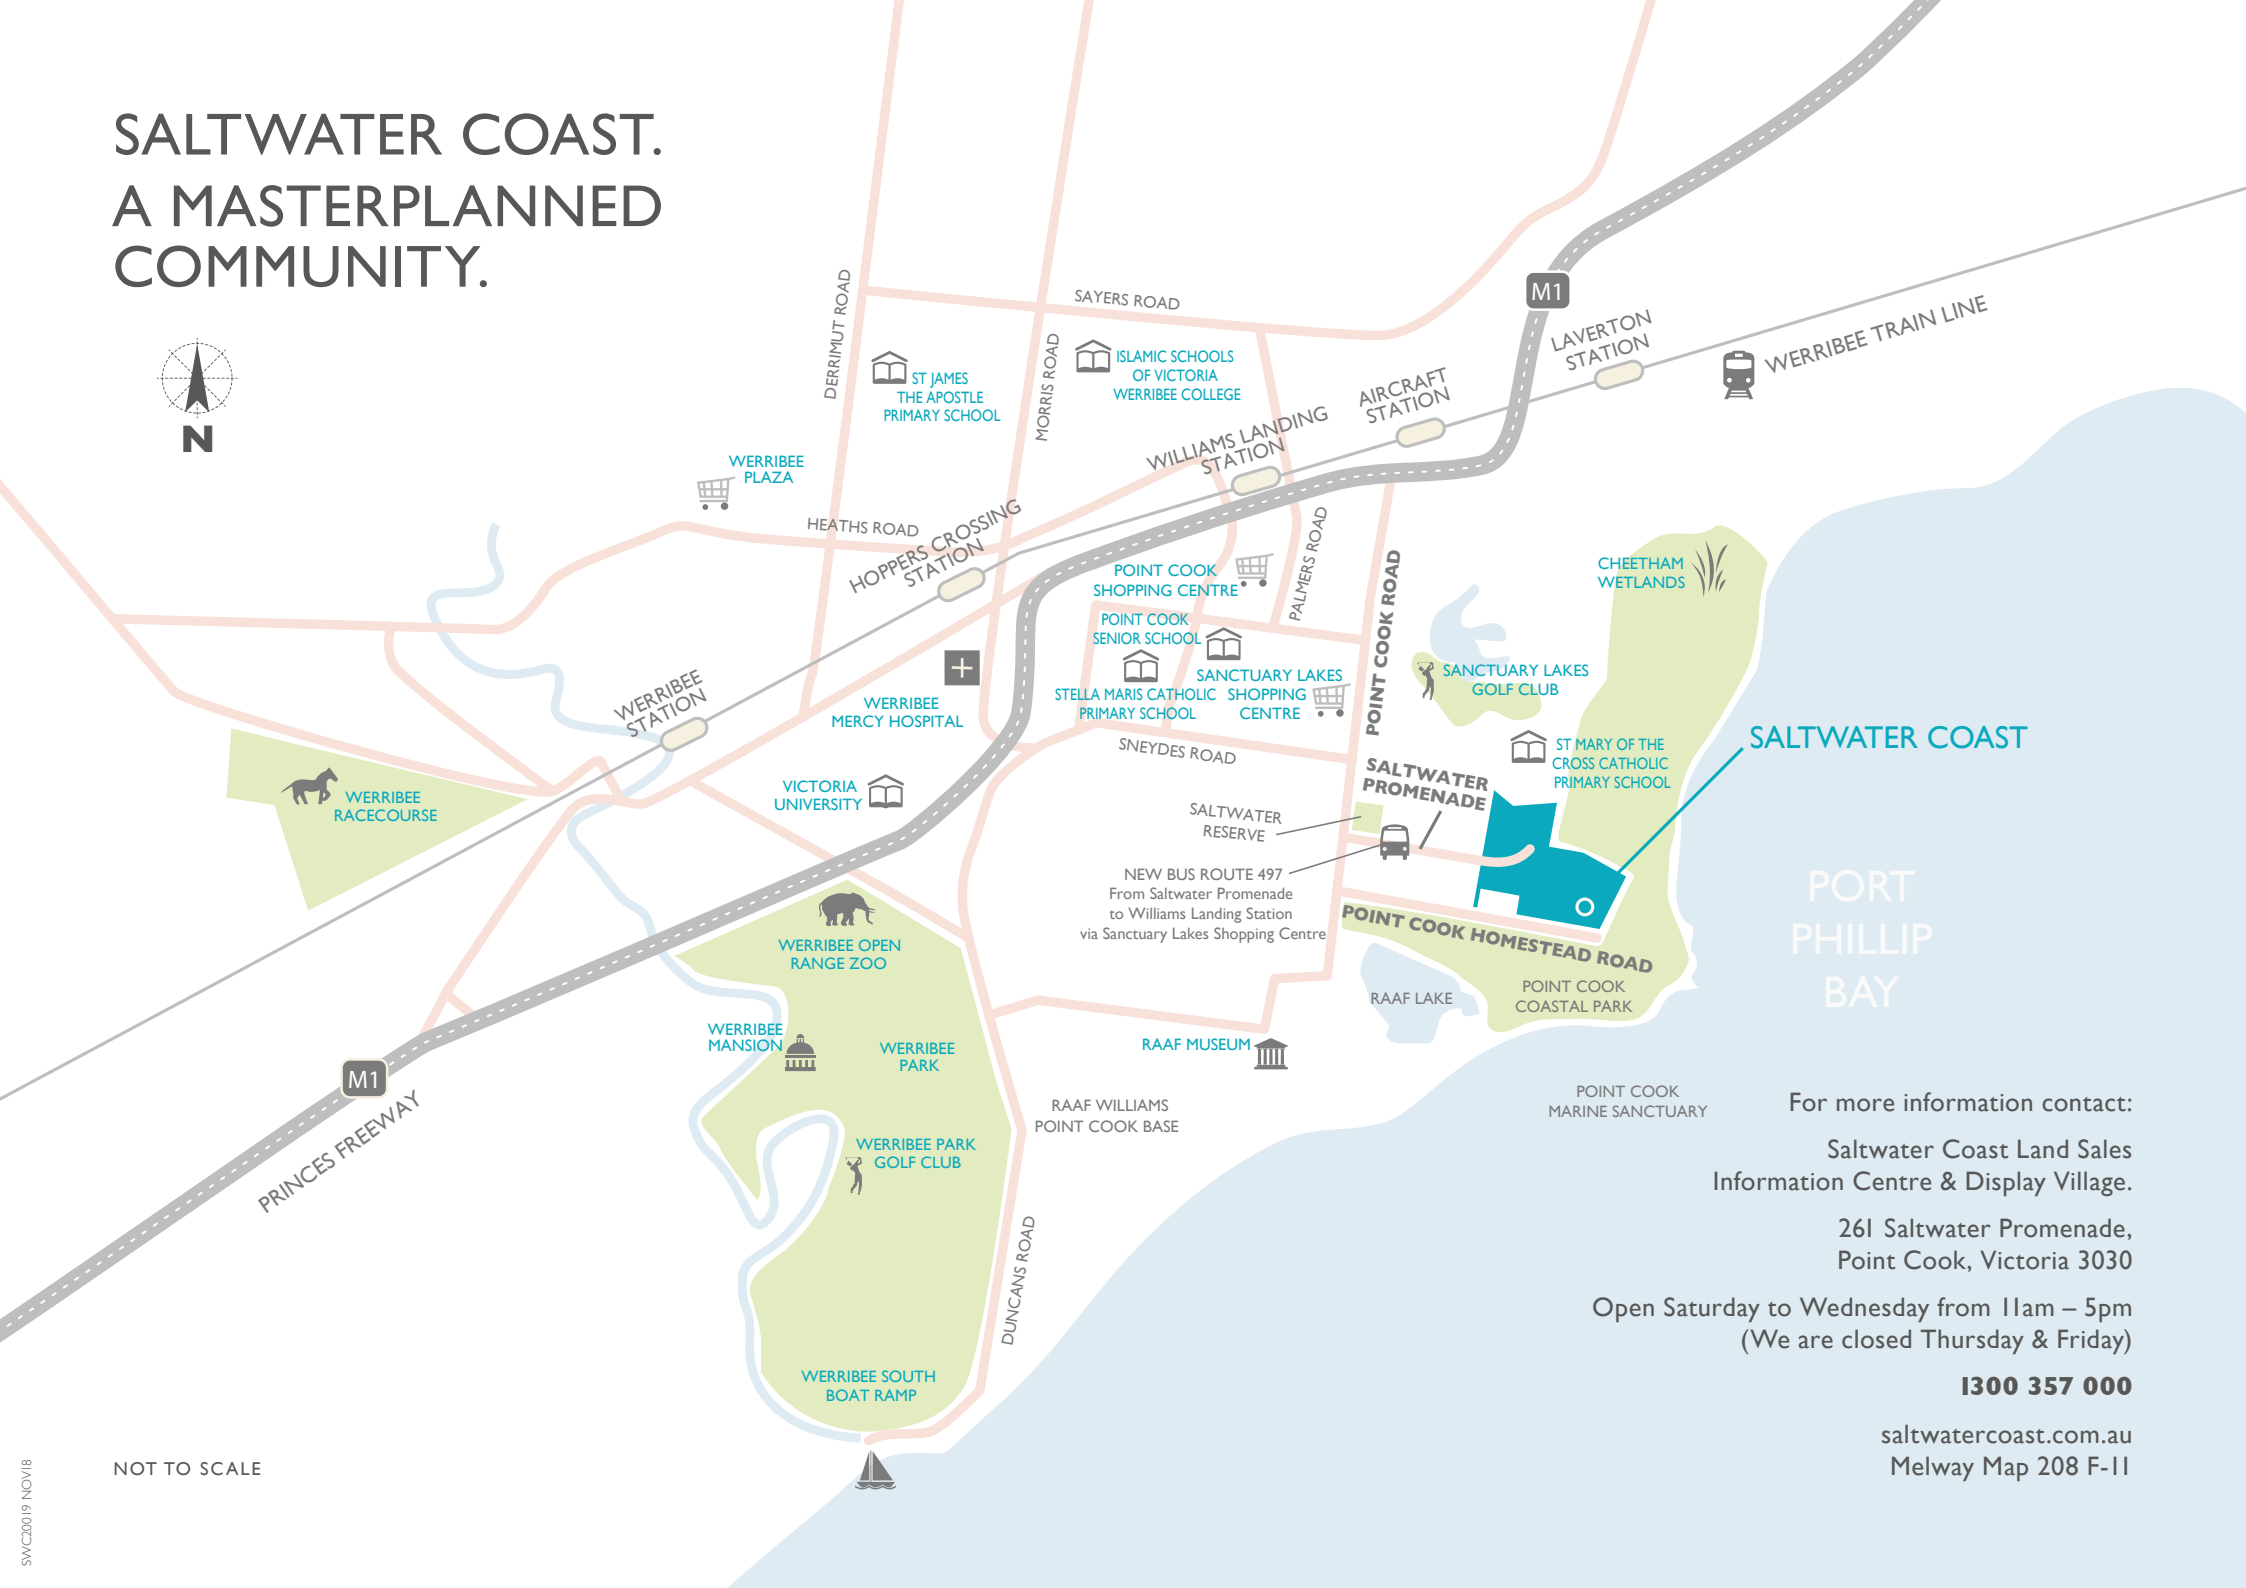 SALTWATER COAST.
A MASTERPLANNED
COMMUNITY.
N
M1
SAYERS ROAD
DERRIMUT ROAD
MORRIS ROAD
ST JAMES
THE APOSTLE
PRIMARY SCHOOL
ISLAMIC SCHOOLS
OF VICTORIA
WERRIBEE COLLEGE
LAVERTON
STATION
WERRIBEE TRAIN LINE
AIRCRAFT
STATION
WILLIAMS LANDING
STATION
WERRIBEE
PLAZA
HEATHS ROAD
HOPPERS CROSSING
STATION
PALMERS ROAD
POINT COOK ROAD
POINT COOK
SHOPPING CENTRE
POINT COOK
SENIOR SCHOOL
STELLA MARIS CATHOLIC
PRIMARY SCHOOL
SANCTUARY LAKES
SHOPPING
CENTRE
CHEETHAM
WETLANDS
SANCTUARY LAKES
GOLF CLUB
WERRIBEE
STATION
WERRIBEE
MERCY HOSPITAL
SNEYDES ROAD
ST MARY OF THE
CROSS CATHOLIC
PRIMARY SCHOOL
SALTWATER COAST
SALTWATER
PROMENADE
WERRIBEE
RACECOURSE
VICTORIA
UNIVERSITY
SALTWATER
RESERVE
NEW BUS ROUTE 497
From Saltwater Promenade
to Williams Landing Station
via Sanctuary Lakes Shopping Centre
POINT COOK HOMESTEAD ROAD
PORT
PHILLIP
BAY
WERRIBEE OPEN
RANGE ZOO
RAAF LAKE
POINT COOK
COASTAL PARK
WERRIBEE
MANSION
WERRIBEE
PARK
RAAF MUSEUM
M1
PRINCES FREEWAY
RAAF WILLIAMS
POINT COOK BASE
POINT COOK
MARINE SANCTUARY
WERRIBEE PARK
GOLF CLUB
DUNCANS ROAD
WERRIBEE SOUTH
BOAT RAMP
For more information contact:
Saltwater Coast Land Sales
Information Centre & Display Village.
261 Saltwater Promenade,
Point Cook, Victoria 3030
Open Saturday to Wednesday from 11am – 5pm
(We are closed Thursday & Friday)
1300 357 000
saltwatercoast.com.au
Melway Map 208 F-11
NOT TO SCALE
SWC20019 NOV18